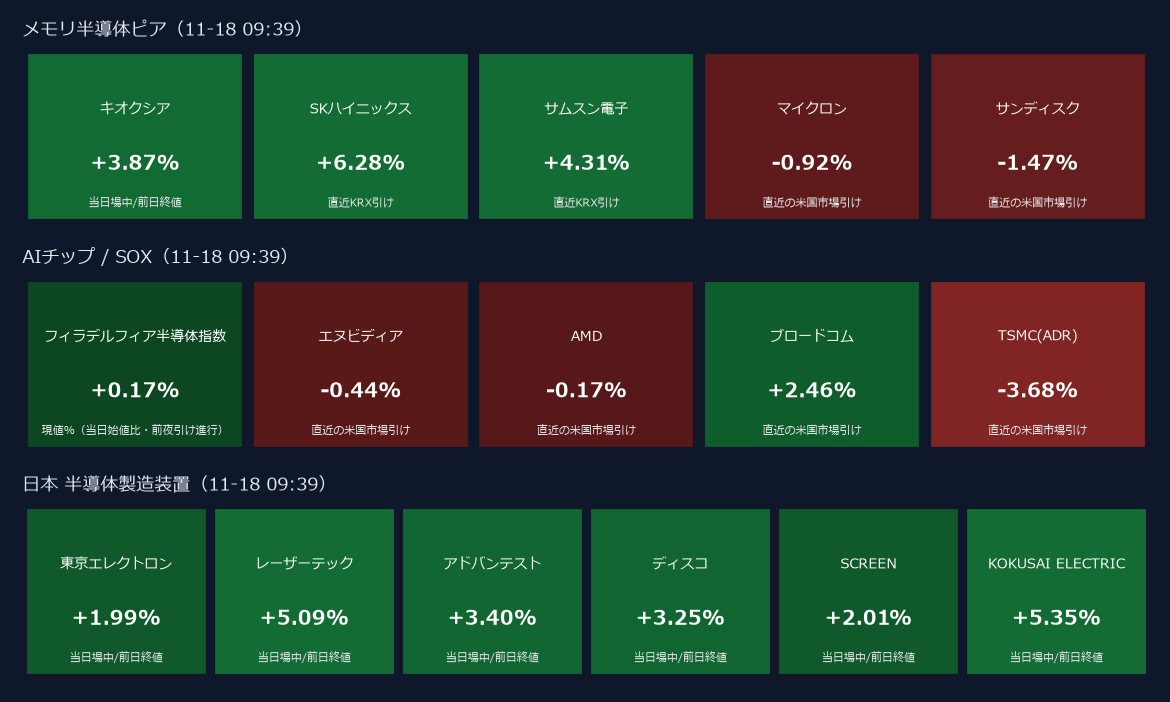 メモリ半導体ピア（11-18 09:39）
キオクシア
+3.87%
当日場中/前日終値
SKハイニックス
+6.28%
直近KRX引け
サムスン電子
+4.31%
直近KRX引け
マイクロン
-0.92%
直近の米国市場引け
サンディスク
-1.47%
直近の米国市場引け
AIチップ / SOX（11-18 09:39）
フィラデルフィア半導体指数
+0.17%
現値%（当日始値比・前夜引け進行）
エヌビディア
-0.44%
直近の米国市場引け
AMD
-0.17%
直近の米国市場引け
ブロードコム
+2.46%
直近の米国市場引け
TSMC(ADR)
-3.68%
直近の米国市場引け
日本 半導体製造装置（11-18 09:39）
東京エレクトロン
+1.99%
当日場中/前日終値
レーザーテック
+5.09%
当日場中/前日終値
アドバンテスト
+3.40%
当日場中/前日終値
ディスコ
+3.25%
当日場中/前日終値
SCREEN
+2.01%
当日場中/前日終値
KOKUSAI ELECTRIC
+5.35%
当日場中/前日終値